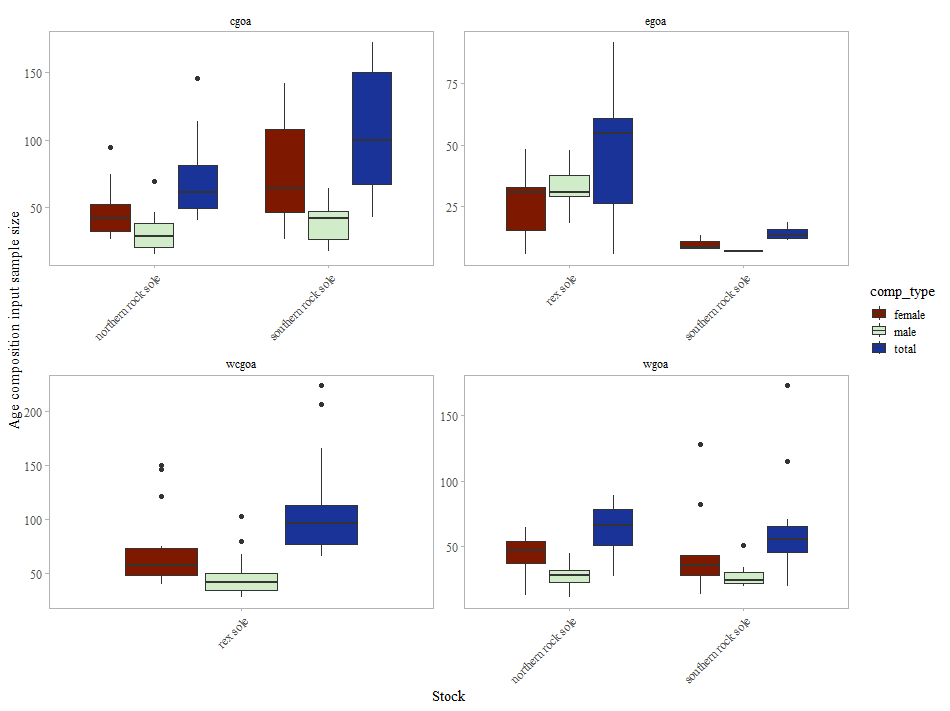 cgoa
egoa
150
100
50
75
50
25
northern rock sole
southern rock sole
rex sole
southern rock sole
Age composition input sample size
comp_type
female
male
total
wcgoa
wgoa
200
150
100
50
150
100
50
rex sole
northern rock sole
southern rock sole
Stock